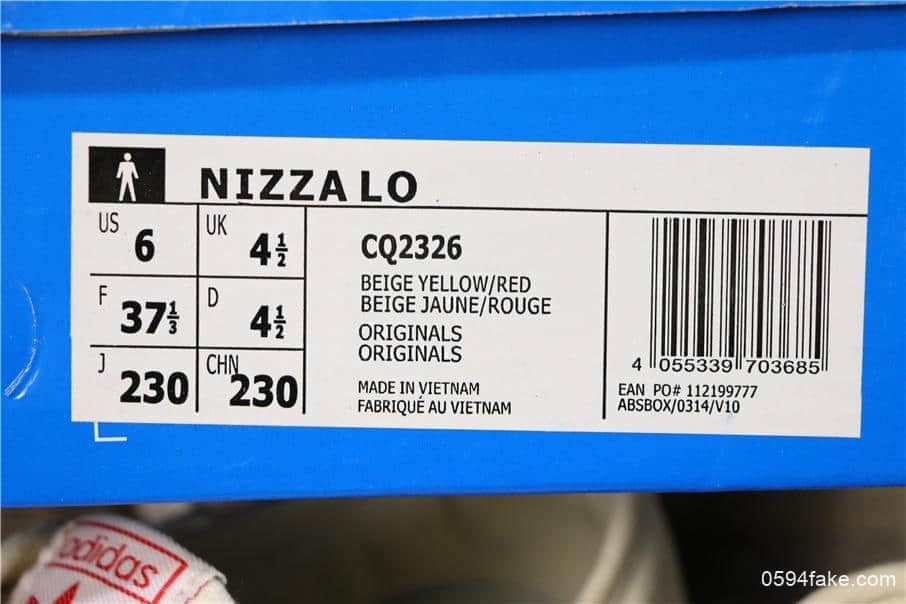 NIZZA LO
US 6
UK 4½
F 37⅓
D 4½
J 230
CHN 230
CQ2326
BEIGE YELLOW/RED
BEIGE JAUNE/ROUGE
ORIGINALS
ORIGINALS
MADE IN VIETNAM
FABRIQUÉ AU VIETNAM
4 055339 703685
EAN PO# 112199777
ABSBOX/0314/V10
adidas
0594fake.com